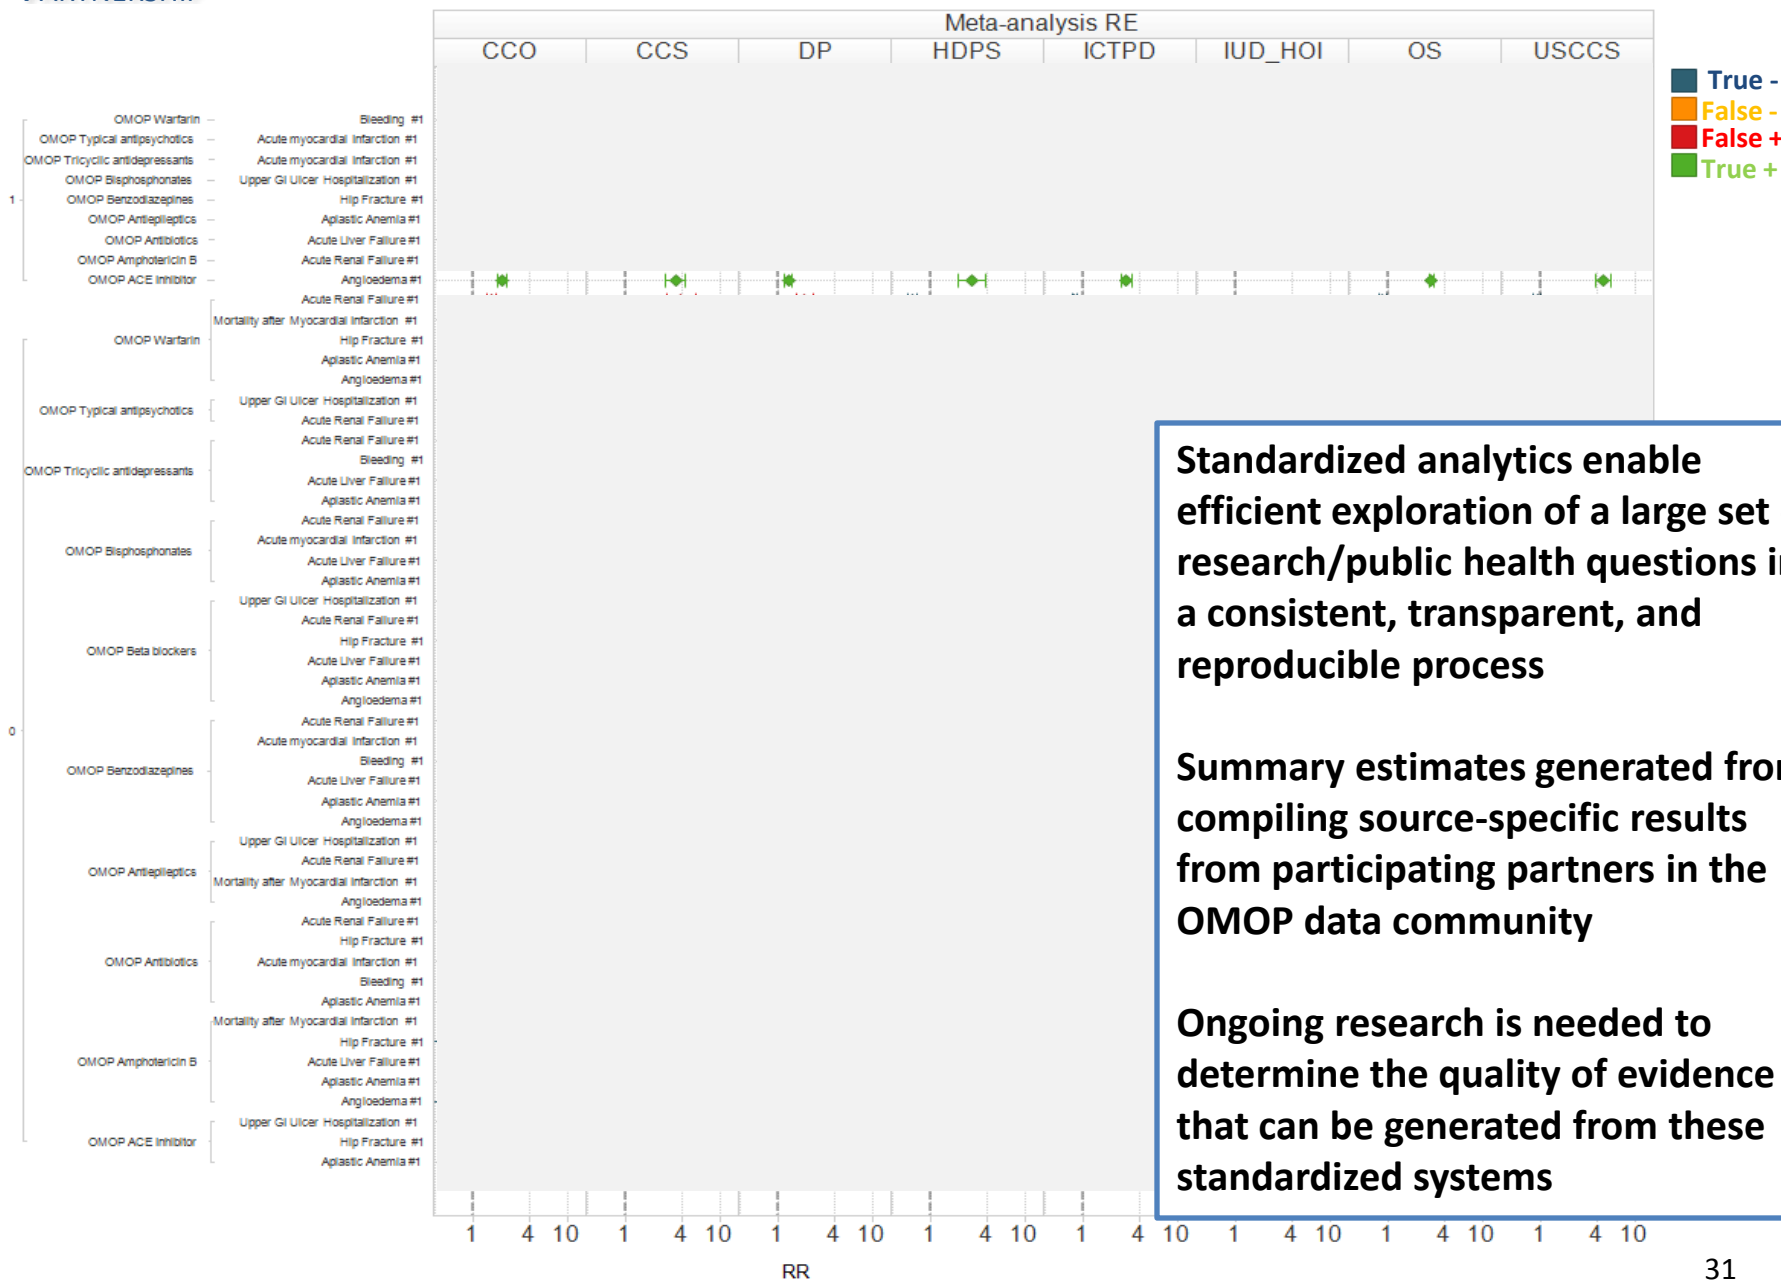 Meta-analysis RE
CCO CCS DP HDPS ICTPD IUD_HOI OS USCCS
True -
False -
False +
True +
1
OMOP Warfarin Bleeding #1
OMOP Typical antipsychotics Acute myocardial Infarction #1
OMOP Tricyclic antidepressants Acute myocardial Infarction #1
OMOP Bisphosphonates Upper GI Ulcer Hospitalization #1
OMOP Benzodiazepines Hip Fracture #1
OMOP Antiepileptics Aplastic Anemia #1
OMOP Antibiotics Acute Liver Failure #1
OMOP Amphotericin B Acute Renal Failure #1
OMOP ACE Inhibitor Angioedema #1
0
OMOP Warfarin
Acute Renal Failure #1
Mortality after Myocardial Infarction #1
Hip Fracture #1
Aplastic Anemia #1
Angioedema #1
OMOP Typical antipsychotics
Upper GI Ulcer Hospitalization #1
Acute Renal Failure #1
OMOP Tricyclic antidepressants
Acute Renal Failure #1
Bleeding #1
Acute Liver Failure #1
Aplastic Anemia #1
OMOP Bisphosphonates
Acute Renal Failure #1
Acute myocardial Infarction #1
Acute Liver Failure #1
Aplastic Anemia #1
OMOP Beta blockers
Upper GI Ulcer Hospitalization #1
Acute Renal Failure #1
Hip Fracture #1
Acute Liver Failure #1
Aplastic Anemia #1
Angioedema #1
OMOP Benzodiazepines
Acute Renal Failure #1
Acute myocardial Infarction #1
Bleeding #1
Acute Liver Failure #1
Aplastic Anemia #1
Angioedema #1
OMOP Antiepileptics
Upper GI Ulcer Hospitalization #1
Acute Renal Failure #1
Mortality after Myocardial Infarction #1
Angioedema #1
OMOP Antibiotics
Acute Renal Failure #1
Hip Fracture #1
Acute myocardial Infarction #1
Bleeding #1
Aplastic Anemia #1
OMOP Amphotericin B
Mortality after Myocardial Infarction #1
Hip Fracture #1
Acute Liver Failure #1
Aplastic Anemia #1
Angioedema #1
OMOP ACE Inhibitor
Upper GI Ulcer Hospitalization #1
Hip Fracture #1
Aplastic Anemia #1
Standardized analytics enable
efficient exploration of a large set
research/public health questions
a consistent, transparent, and
reproducible process
Summary estimates generated
compiling source-specific results
from participating partners in the
OMOP data community
Ongoing research is needed to
determine the quality of evidence
that can be generated from these
standardized systems
1 4 10 1 4 10 1 4 10 1 4 10 1 4 10 1 4 10 1 4 10 1 4 10
RR
31